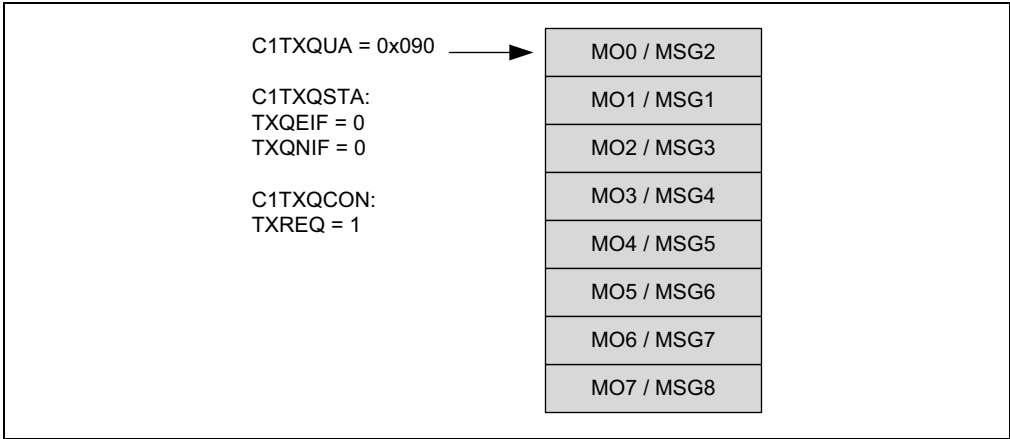 C1TXQUA = 0x090
C1TXQSTA:
TXQEIF = 0
TXQNIF = 0
C1TXQCON:
TXREQ = 1
MO0 / MSG2
MO1 / MSG1
MO2 / MSG3
MO3 / MSG4
MO4 / MSG5
MO5 / MSG6
MO6 / MSG7
MO7 / MSG8